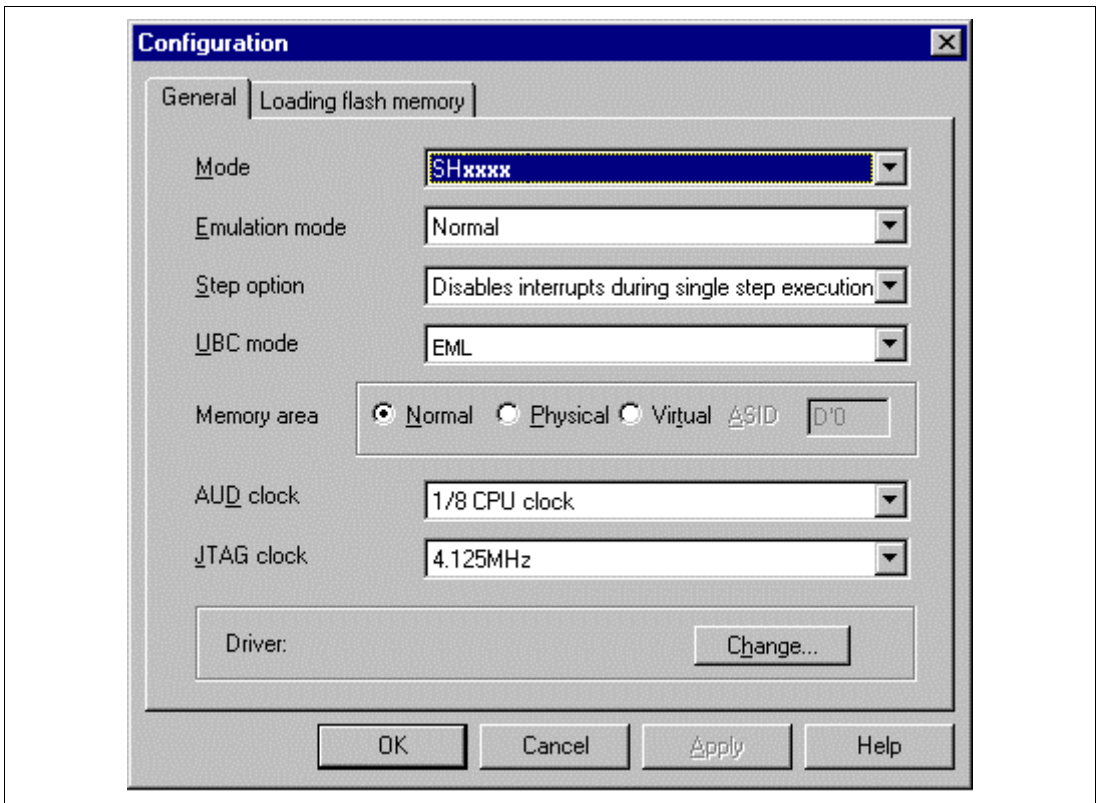 Configuration
General
Loading flash memory
Mode
SHxxxx
Emulation mode
Normal
Step option
Disables interrupts during single step execution
UBC mode
EML
Memory area
Normal
Physical
Virtual
ASID
D'0
AUD clock
1/8 CPU clock
JTAG clock
4.125MHz
Driver:
Change...
OK
Cancel
Apply
Help